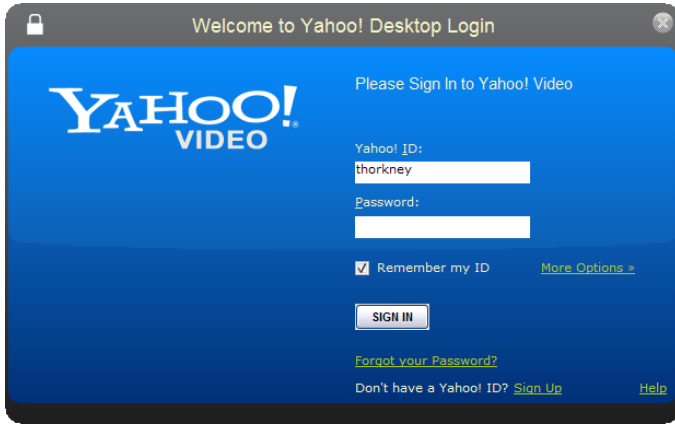 Welcome to Yahoo! Desktop Login
YAHOO!®
VIDEO
Please Sign In to Yahoo! Video
Yahoo! ID:
thorkney
Password:
Remember my ID More Options »
SIGN IN
Forgot your Password?
Don't have a Yahoo! ID? Sign Up Help